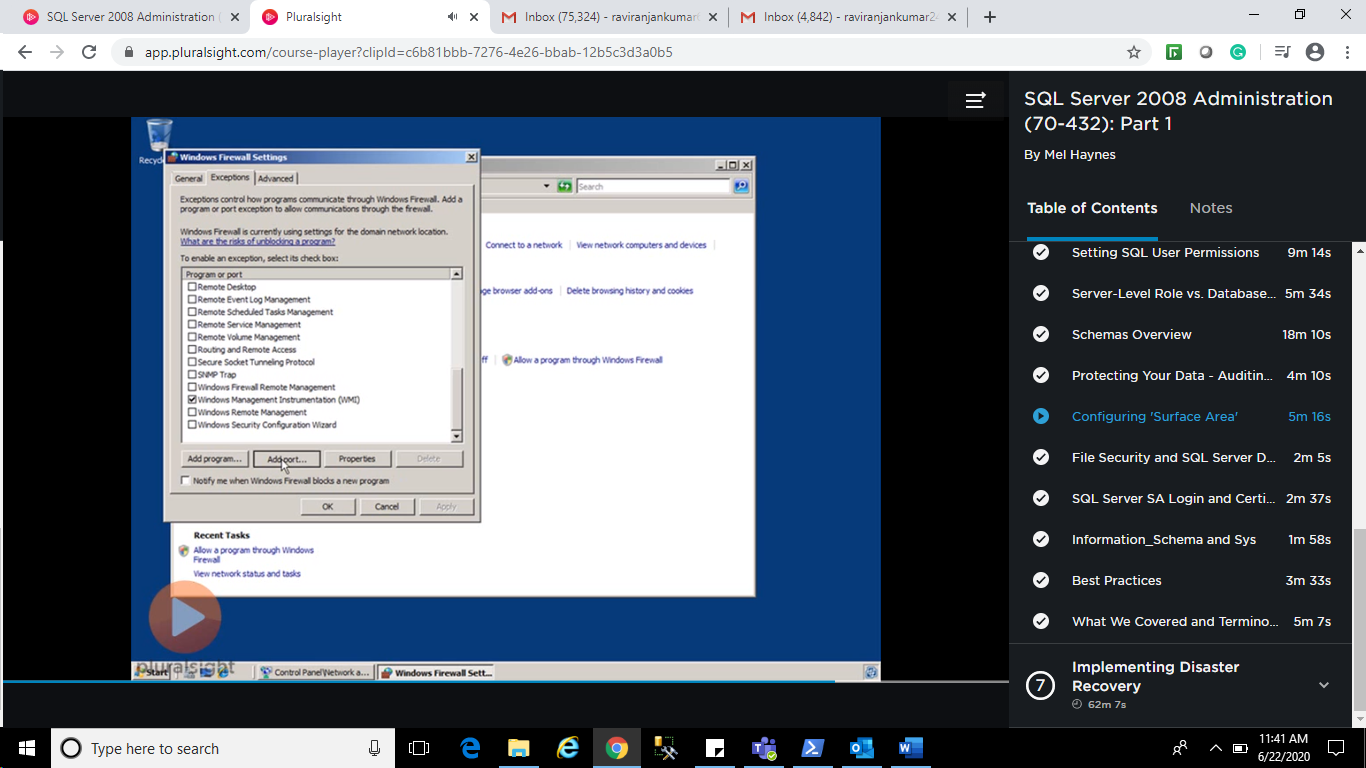 SQL Server 2008 Administration (
Pluralsight
Inbox (75,324) - raviranjankumar
Inbox (4,842) - raviranjankumar2
app.pluralsight.com/course-player?clipId=c6b81bbb-7276-4e26-bbab-12b5c3d3a0b5
SQL Server 2008 Administration
(70-432): Part 1
By Mel Haynes
Table of Contents
Notes
Setting SQL User Permissions 9m 14s
Server-Level Role vs. Database... 5m 34s
Schemas Overview 18m 10s
Protecting Your Data - Auditin... 4m 10s
Configuring 'Surface Area' 5m 16s
File Security and SQL Server D... 2m 5s
SQL Server SA Login and Certi... 2m 37s
Information_Schema and Sys 1m 58s
Best Practices 3m 33s
What We Covered and Termino... 5m 7s
7
Implementing Disaster
Recovery
62m 7s
Recyc
Windows Firewall Settings
General Exceptions Advanced
Exceptions control how programs communicate through Windows Firewall. Add a
program or port exception to allow communications through the firewall.
Windows Firewall is currently using settings for the domain network location.
What are the risks of unblocking a program?
To enable an exception, select its check box:
Program or port
Remote Desktop
Remote Event Log Management
Remote Scheduled Tasks Management
Remote Service Management
Remote Volume Management
Routing and Remote Access
Secure Socket Tunneling Protocol
SNMP Trap
Windows Firewall Remote Management
Windows Management Instrumentation (WMI)
Windows Remote Management
Windows Security Configuration Wizard
Add program... Add port... Properties Delete
Notify me when Windows Firewall blocks a new program
OK Cancel Apply
Search
Connect to a network View network computers and devices
ge browser add-ons Delete browsing history and cookies
ff Allow a program through Windows Firewall
Recent Tasks
Allow a program through Windows
Firewall
View network status and tasks
pluralsight
Start
Control Panel\Network a...
Windows Firewall Sett...
Type here to search
11:41 AM
6/22/2020